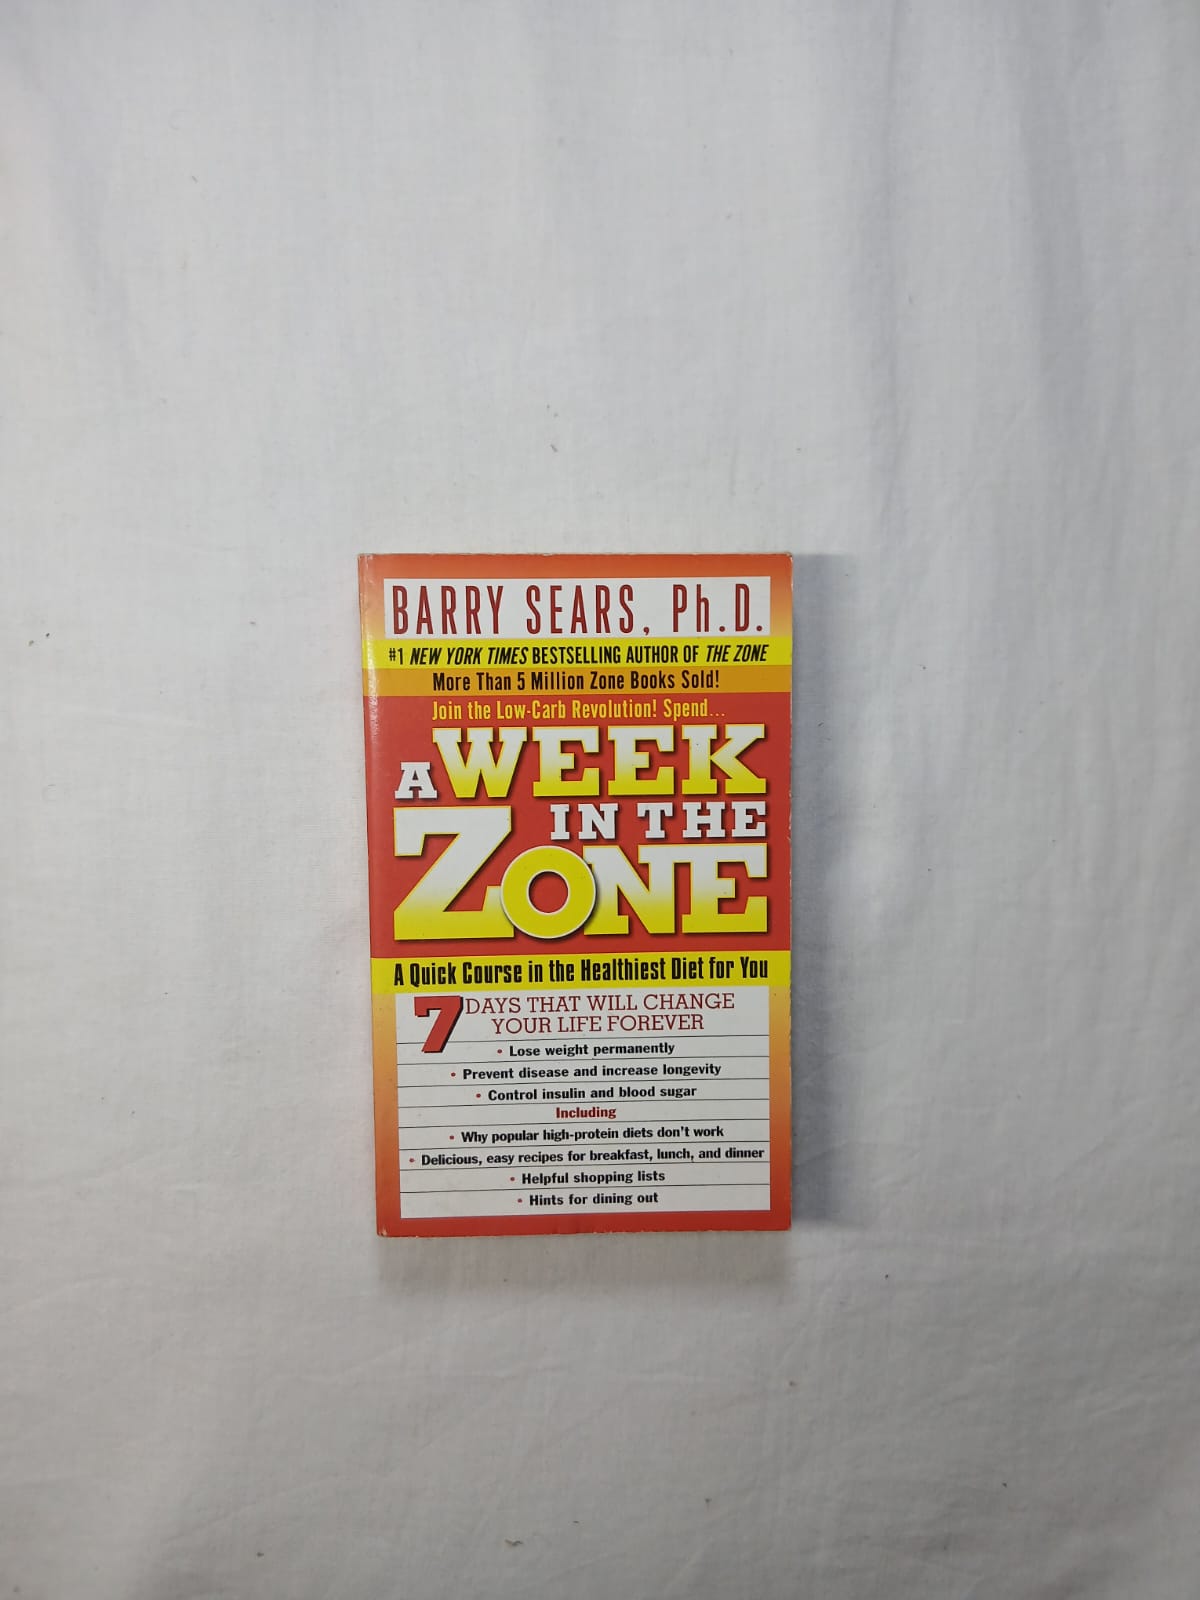 BARRY SEARS, Ph.D.
#1 NEW YORK TIMES BESTSELLING AUTHOR OF THE ZONE
More Than 5 Million Zone Books Sold!
Join the Low-Carb Revolution! Spend...
A WEEK
IN THE
ZONE
A Quick Course in the Healthiest Diet for You
7 DAYS THAT WILL CHANGE
YOUR LIFE FOREVER
• Lose weight permanently
• Prevent disease and increase longevity
• Control insulin and blood sugar
Including
• Why popular high-protein diets don't work
• Delicious, easy recipes for breakfast, lunch, and dinner
• Helpful shopping lists
• Hints for dining out